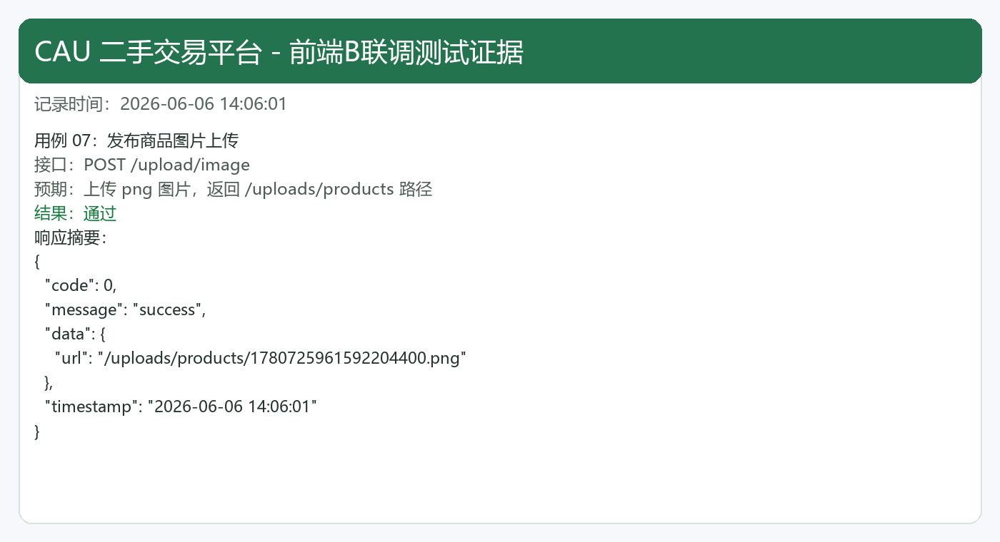 CAU 二手交易平台 - 前端B联调测试证据
记录时间：2026-06-06 14:06:01
用例 07：发布商品图片上传
接口：POST /upload/image
预期：上传 png 图片，返回 /uploads/products 路径
结果：通过
响应摘要：
{
  "code": 0,
  "message": "success",
  "data": {
    "url": "/uploads/products/1780725961592204400.png"
  },
  "timestamp": "2026-06-06 14:06:01"
}